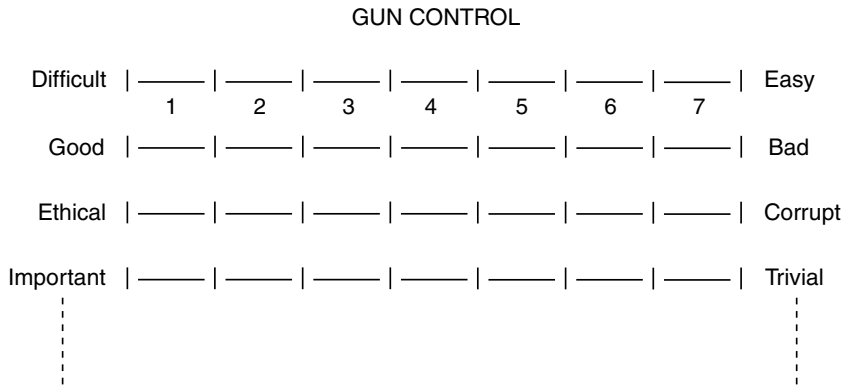 GUN CONTROL
Difficult Easy
1 2 3 4 5 6 7
Good Bad
Ethical Corrupt
Important Trivial